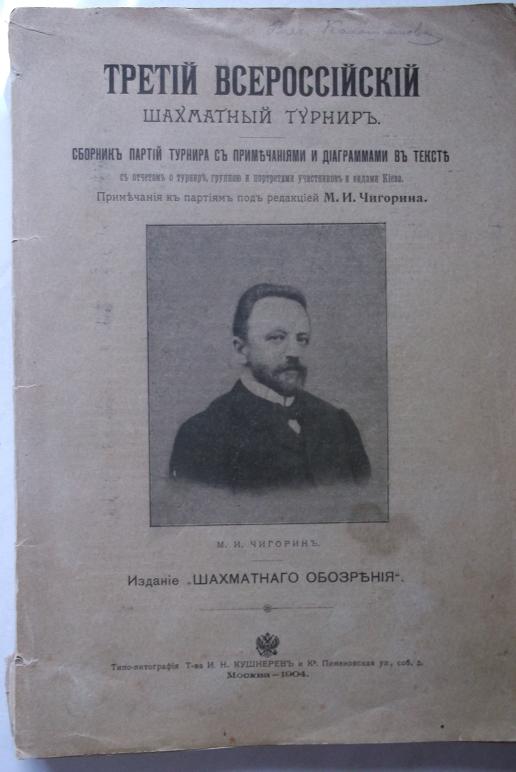 ТРЕТІЙ ВСЕРОССІЙСКІЙ
ШАХМАТНЫЙ ТУРНИРЪ.
СБОРНИКЪ ПАРТІЙ ТУРНИРА СЪ ПРИМѢЧАНІЯМИ И ДІАГРАММАМИ ВЪ ТЕКСТѢ
съ отчетомъ о турнирѣ, группою и портретами участниковъ и видами Кіева.
Примѣчанія къ партіямъ подъ редакціей М. И. Чигорина.
М. И. ЧИГОРИНЪ.
Изданіе „ШАХМАТНАГО ОБОЗРѢНІЯ“.
Типо-литографія Т-ва И. Н. КУШНЕРЕВЪ и Кº. Пименовская ул., соб. д.
Москва—1904.